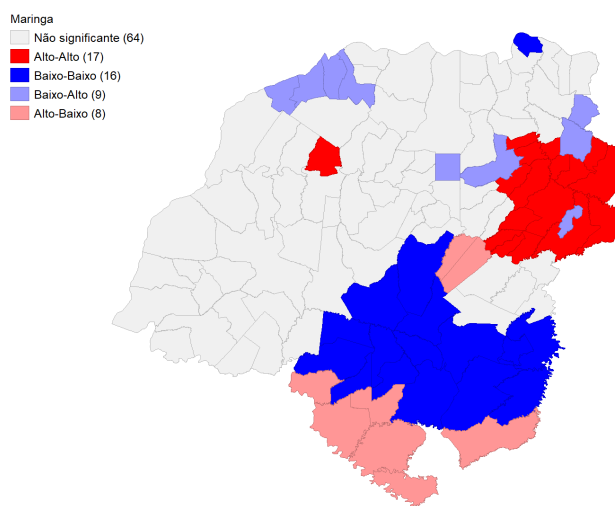 Maringa
Não significante (64)
Alto-Alto (17)
Baixo-Baixo (16)
Baixo-Alto (9)
Alto-Baixo (8)